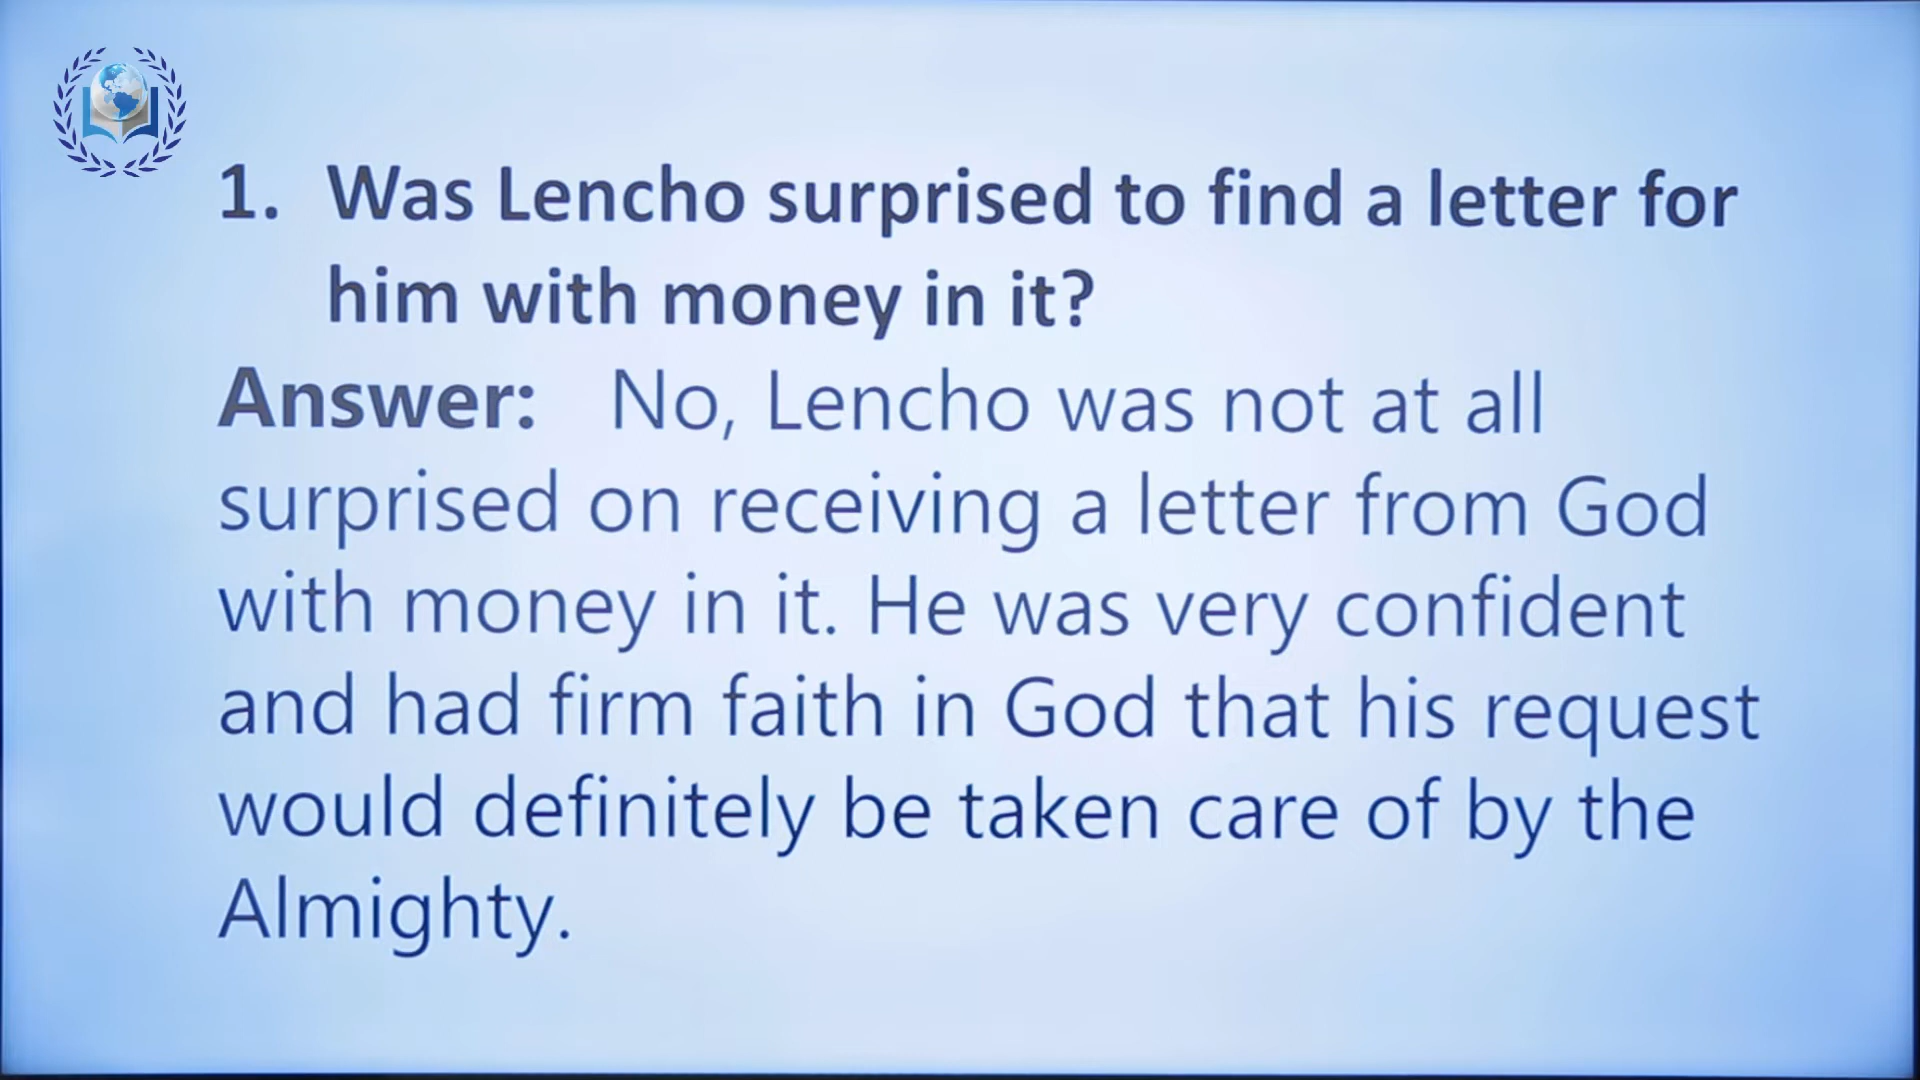 1. Was Lencho surprised to find a letter for
him with money in it?
Answer: No, Lencho was not at all
surprised on receiving a letter from God
with money in it. He was very confident
and had firm faith in God that his request
would definitely be taken care of by the
Almighty.